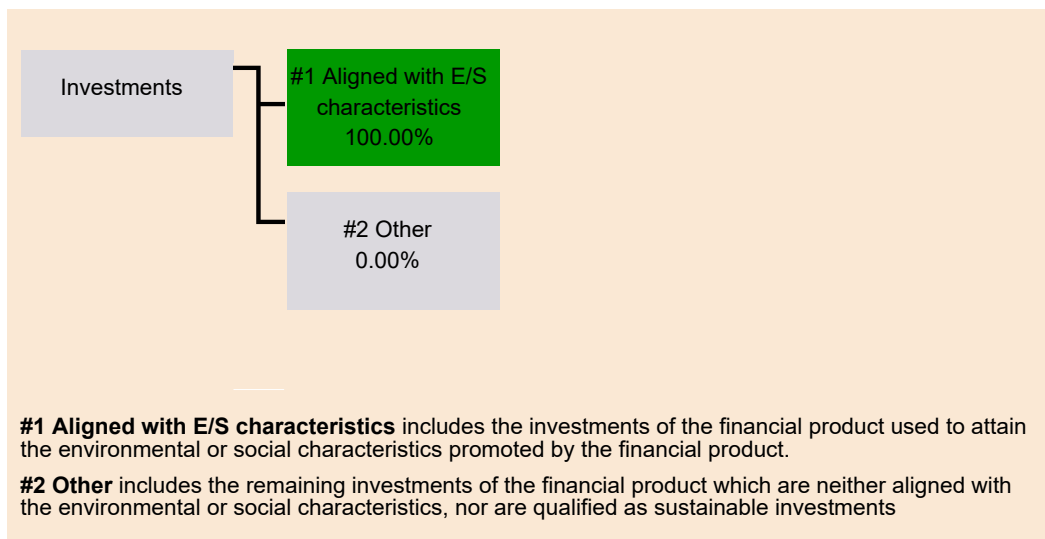 Investments
#1 Aligned with E/S
characteristics
100.00%
#2 Other
0.00%
#1 Aligned with E/S characteristics includes the investments of the financial product used to attain
the environmental or social characteristics promoted by the financial product.
#2 Other includes the remaining investments of the financial product which are neither aligned with
the environmental or social characteristics, nor are qualified as sustainable investments